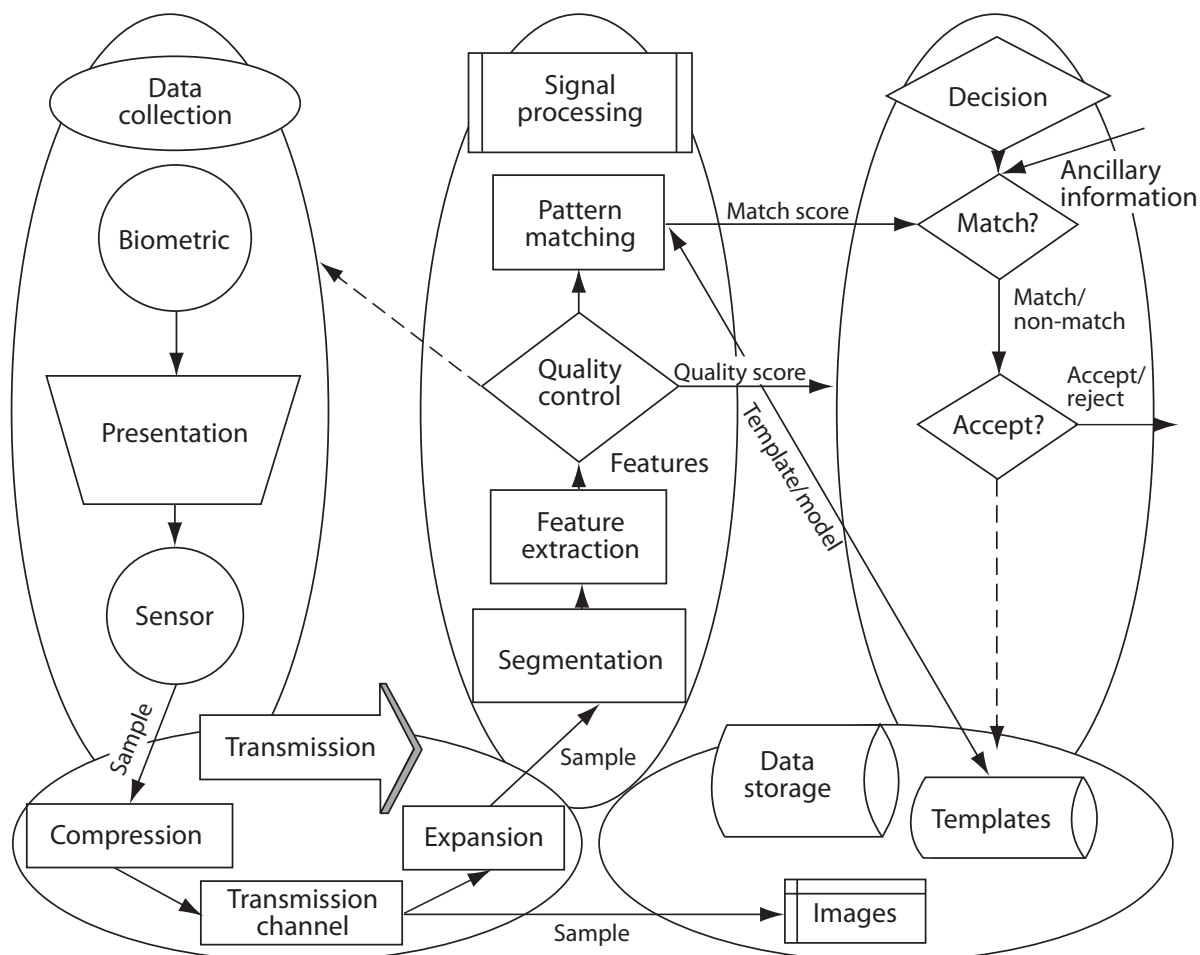 Data
collection
Biometric
Presentation
Sensor
Sample
Transmission
Compression
Transmission
channel
Expansion
Sample
Sample
Signal
processing
Pattern
matching
Quality
control
Features
Feature
extraction
Segmentation
Match score
Quality score
Template/model
Decision
Ancillary
information
Match?
Match/
non-match
Accept?
Accept/
reject
Data
storage
Templates
Images